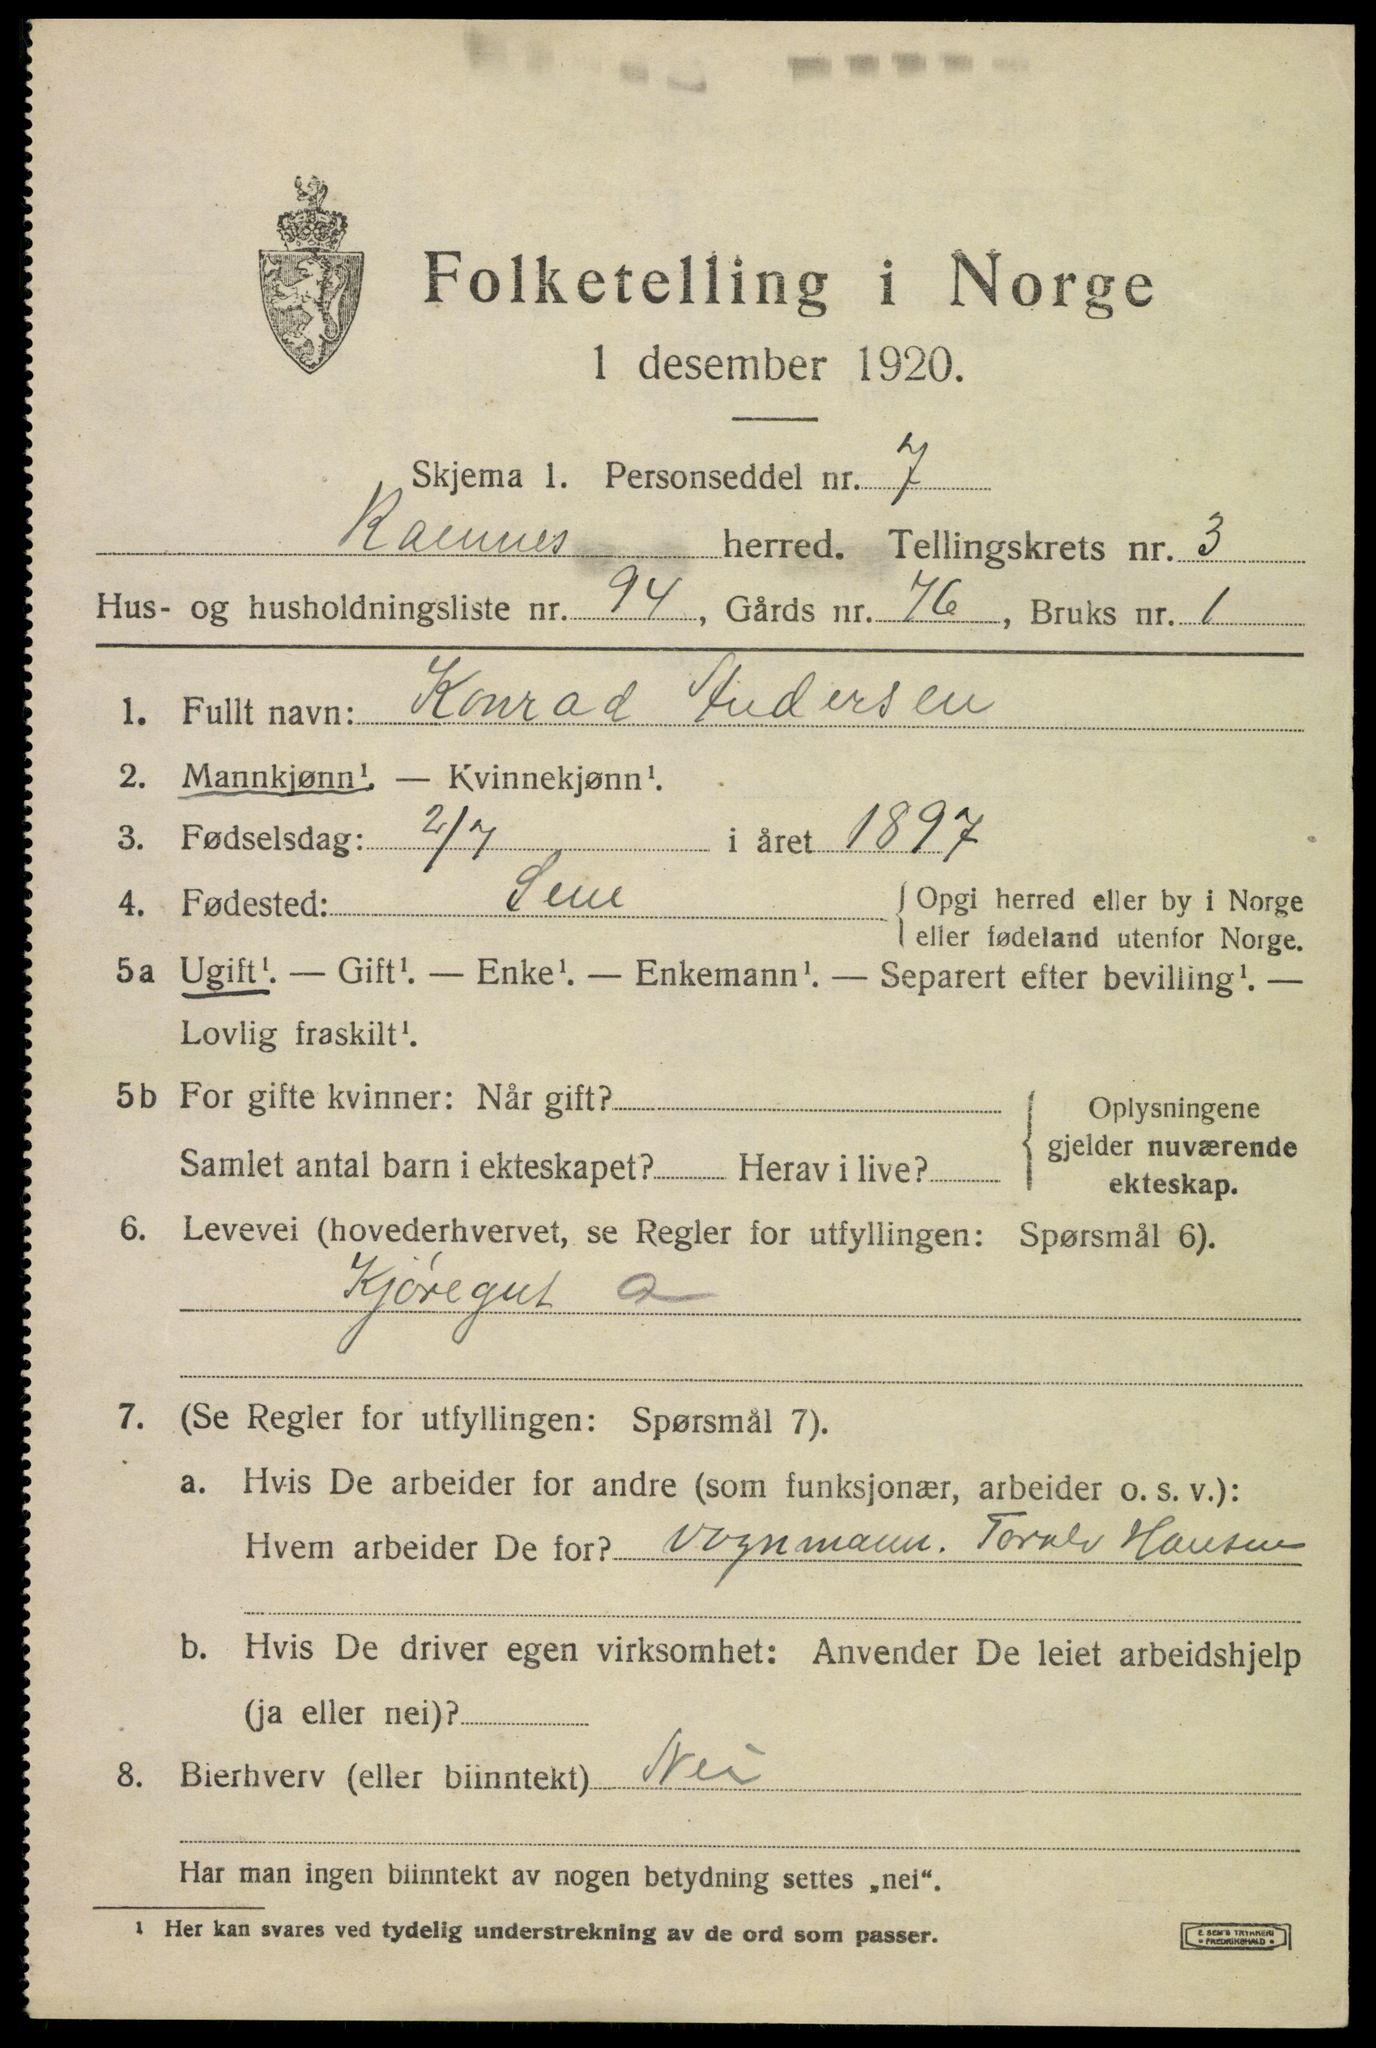 Folketelling i Norge
1 desember 1920.
Skjema 1. Personseddel nr. 7
Ramnes herred. Tellingskrets nr. 3
Hus- og husholdningsliste nr. 94, Gårds nr. 76, Bruks nr. 1
1. Fullt navn: Konrad Andersen
2. Mannkjønn¹. — Kvinnekjønn¹.
3. Fødselsdag: 2/7 i året 1897
4. Fødested: Sem { Opgi herred eller by i Norge
eller fødeland utenfor Norge.
5a Ugift¹. — Gift¹. — Enke¹. — Enkemann¹. — Separert efter bevilling¹. —
Lovlig fraskilt¹.
5b For gifte kvinner: Når gift?
Samlet antal barn i ekteskapet? Herav i live?
{ Oplysningene
gjelder nuværende
ekteskap.
6. Levevei (hovederhvervet, se Regler for utfyllingen: Spørsmål 6).
Kjøregut a
7. (Se Regler for utfyllingen: Spørsmål 7).
a. Hvis De arbeider for andre (som funksjonær, arbeider o. s. v.):
Hvem arbeider De for? Vognmann. Toralv Hansen
b. Hvis De driver egen virksomhet: Anvender De leiet arbeidshjelp
(ja eller nei)?
8. Bierhverv (eller biinntekt) Nei
Har man ingen biinntekt av nogen betydning settes „nei“.
¹ Her kan svares ved tydelig understrekning av de ord som passer.
E. SEM'S TRYKKERI
• FREDRIKSHALD •